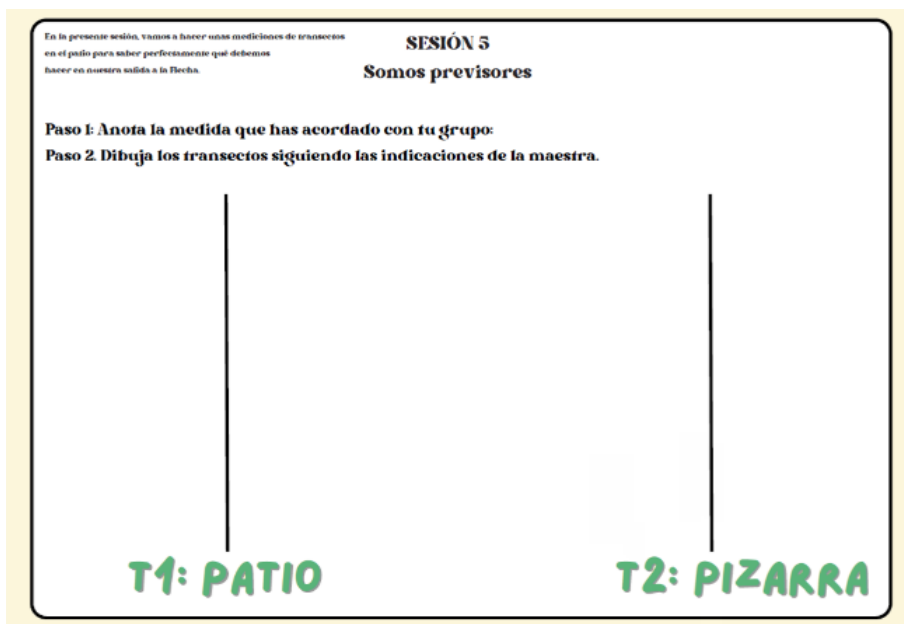 En la presente sesión, vamos a hacer unas mediciones de transectos
en el patio para saber perfectamente qué debemos
hacer en nuestra salida a la Flecha.
SESIÓN 5
Somos previsores
Paso 1: Anota la medida que has acordado con tu grupo:
Paso 2. Dibuja los transectos siguiendo las indicaciones de la maestra.
T1: PATIO
T2: PIZARRA